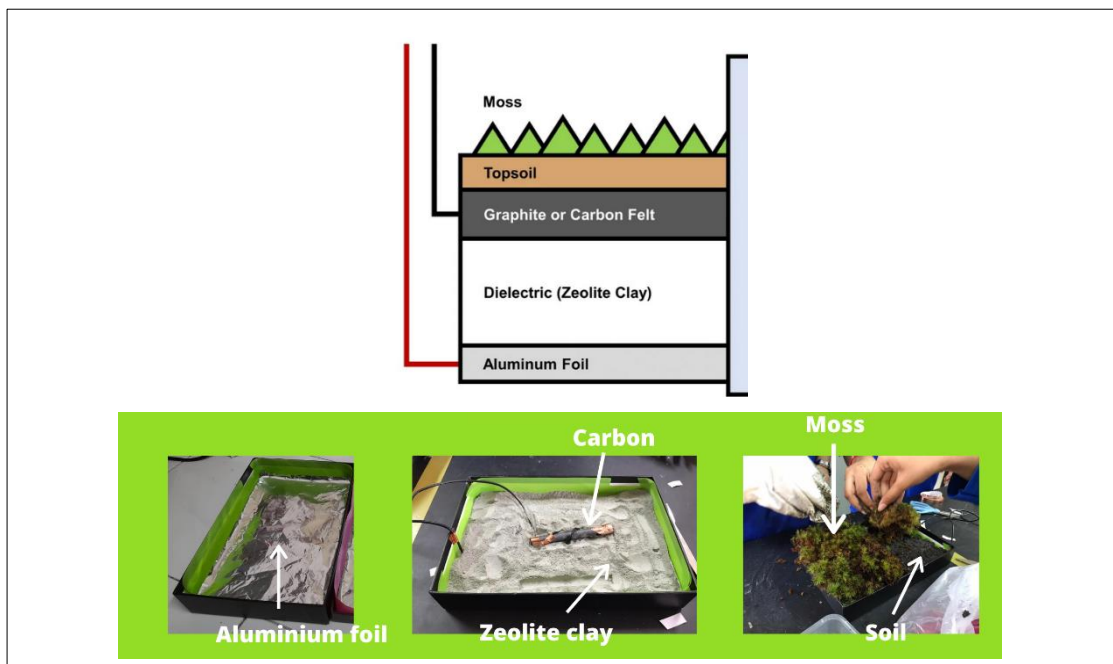 Moss
Topsoil
Graphite or Carbon Felt
Dielectric (Zeolite Clay)
Aluminum Foil
Carbon
Moss
Aluminium foil
Zeolite clay
Soil